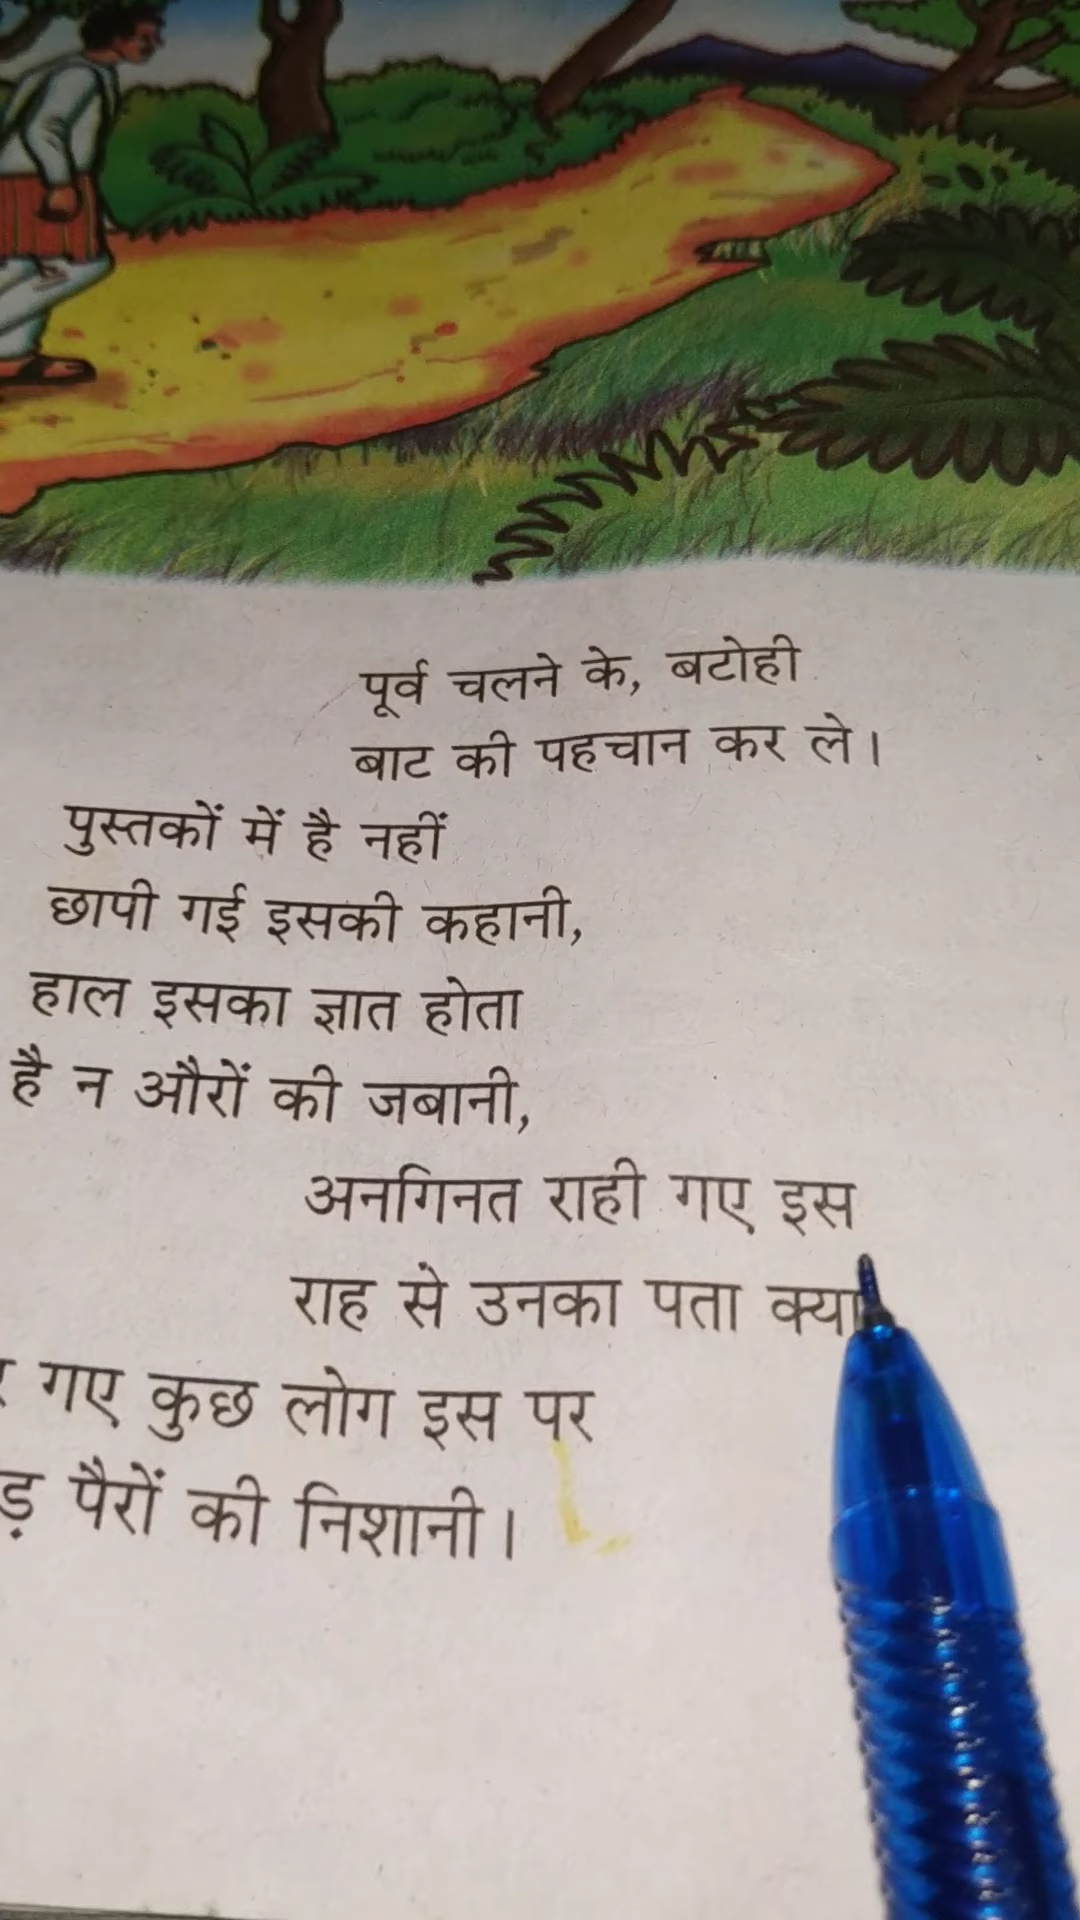 पूर्व चलने के, बटोही
बाट की पहचान कर ले।
पुस्तकों में है नहीं
छापी गई इसकी कहानी,
हाल इसका ज्ञात होता
है न औरों की जबानी,
अनगिनत राही गए इस
राह से उनका पता क्या
गए कुछ लोग इस पर
पैरों की निशानी।